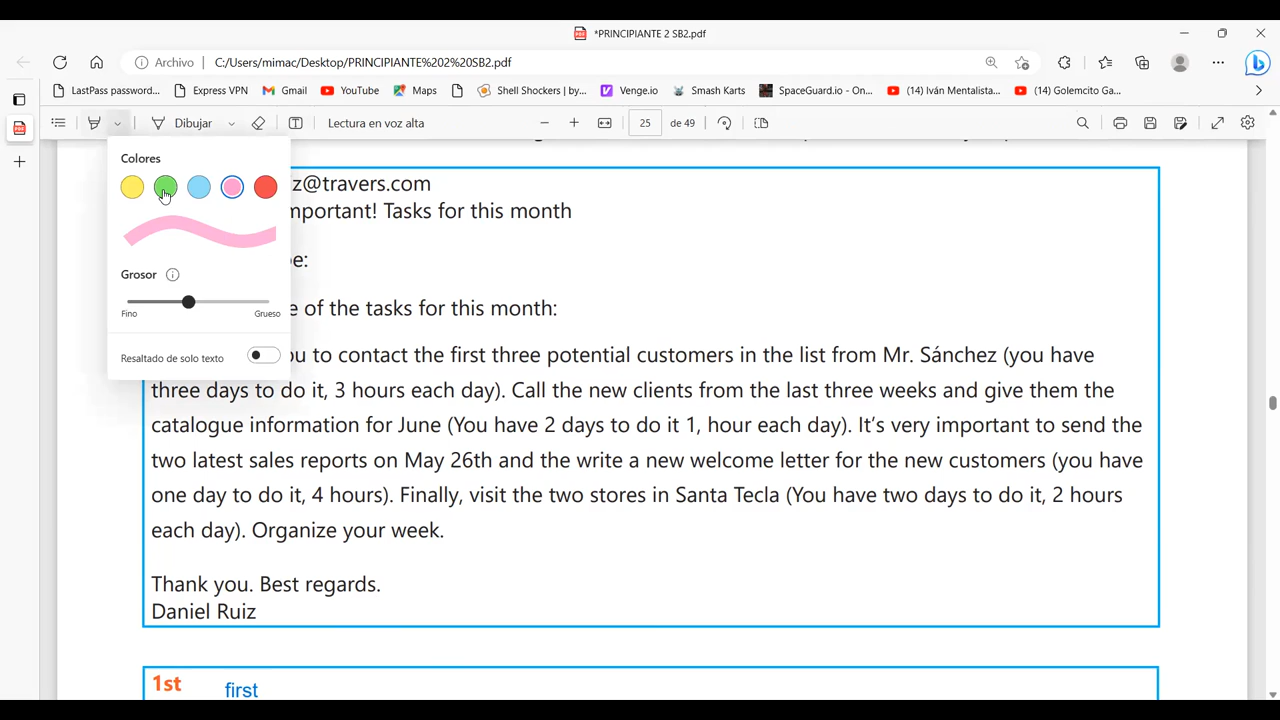 *PRINCIPIANTE 2 SB2.pdf
Archivo | C:/Users/mimac/Desktop/PRINCIPIANTE%202%20SB2.pdf
LastPass password... Express VPN Gmail YouTube Maps Shell Shockers | by... Venge.io Smash Karts SpaceGuard.io - On... (14) Iván Mentalista... (14) Golemcito Ga...
Dibujar Lectura en voz alta 25 de 49
Colores
Grosor
Fino Grueso
Resaltado de solo texto
z@travers.com
mportant! Tasks for this month
be:
e of the tasks for this month:
ou to contact the first three potential customers in the list from Mr. Sánchez (you have
three days to do it, 3 hours each day). Call the new clients from the last three weeks and give them the
catalogue information for June (You have 2 days to do it 1, hour each day). It's very important to send the
two latest sales reports on May 26th and the write a new welcome letter for the new customers (you have
one day to do it, 4 hours). Finally, visit the two stores in Santa Tecla (You have two days to do it, 2 hours
each day). Organize your week.
Thank you. Best regards.
Daniel Ruiz
1st first